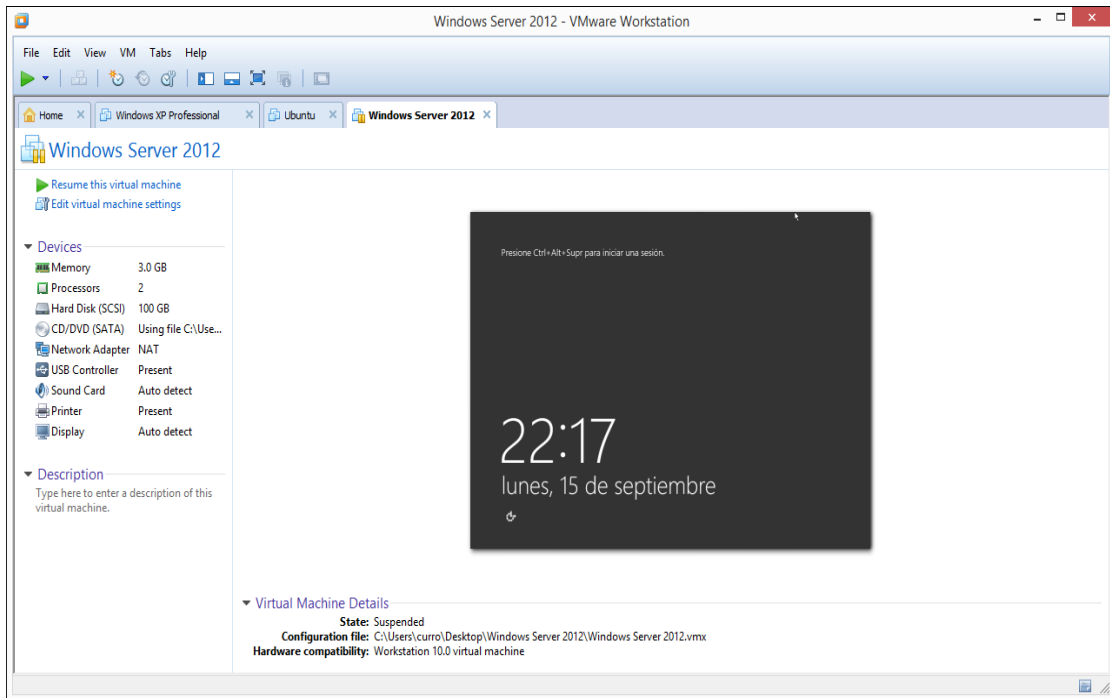 Windows Server 2012 - VMware Workstation
File Edit View VM Tabs Help
Home Windows XP Professional Ubuntu Windows Server 2012
Windows Server 2012
Resume this virtual machine
Edit virtual machine settings
Devices
Memory 3.0 GB
Processors 2
Hard Disk (SCSI) 100 GB
CD/DVD (SATA) Using file C:\Use...
Network Adapter NAT
USB Controller Present
Sound Card Auto detect
Printer Present
Display Auto detect
Description
Type here to enter a description of this
virtual machine.
Presione Ctrl+Alt+Supr para iniciar una sesión.
22:17
lunes, 15 de septiembre
Virtual Machine Details
State: Suspended
Configuration file: C:\Users\curro\Desktop\Windows Server 2012\Windows Server 2012.vmx
Hardware compatibility: Workstation 10.0 virtual machine